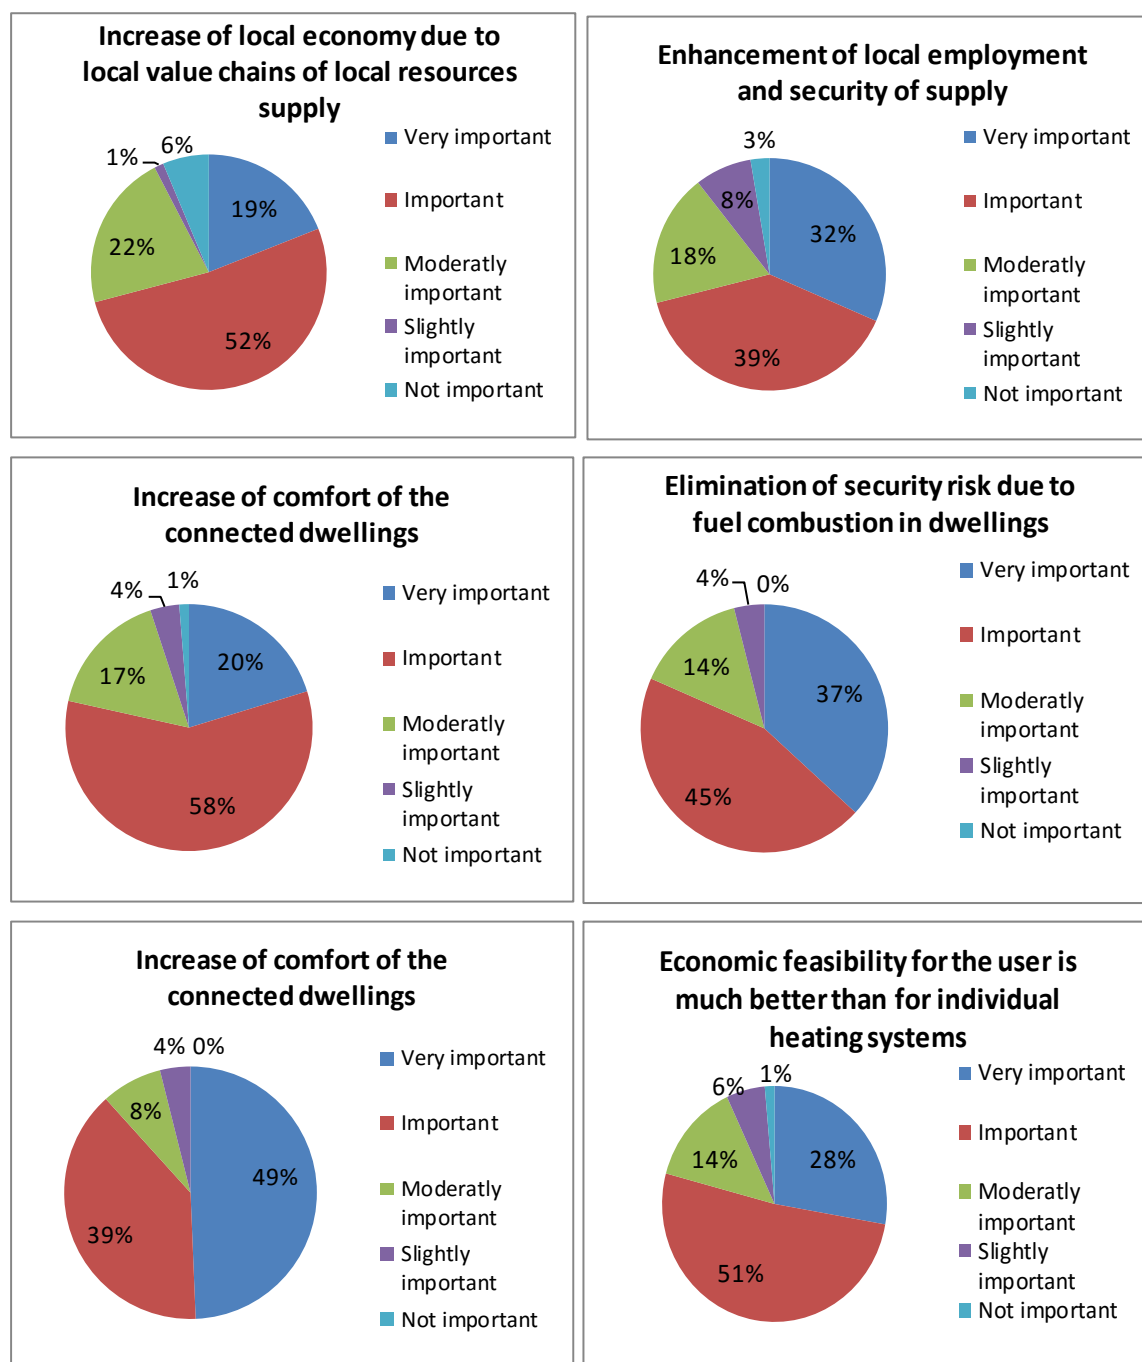 Increase of local economy due to
local value chains of local resources
supply
1%
6%
19%
22%
52%
Very important
Important
Moderatly
important
Slightly
important
Not important
Enhancement of local employment
and security of supply
3%
8%
32%
18%
39%
Very important
Important
Moderatly
important
Slightly
important
Not important
Increase of comfort of the
connected dwellings
4%
1%
20%
17%
58%
Very important
Important
Moderatly
important
Slightly
important
Not important
Elimination of security risk due to
fuel combustion in dwellings
4%
0%
14%
37%
45%
Very important
Important
Moderatly
important
Slightly
important
Not important
Increase of comfort of the
connected dwellings
4% 0%
8%
49%
39%
Very important
Important
Moderatly
important
Slightly
important
Not important
Economic feasibility for the user is
much better than for individual
heating systems
6%
1%
14%
28%
51%
Very important
Important
Moderatly
important
Slightly
important
Not important